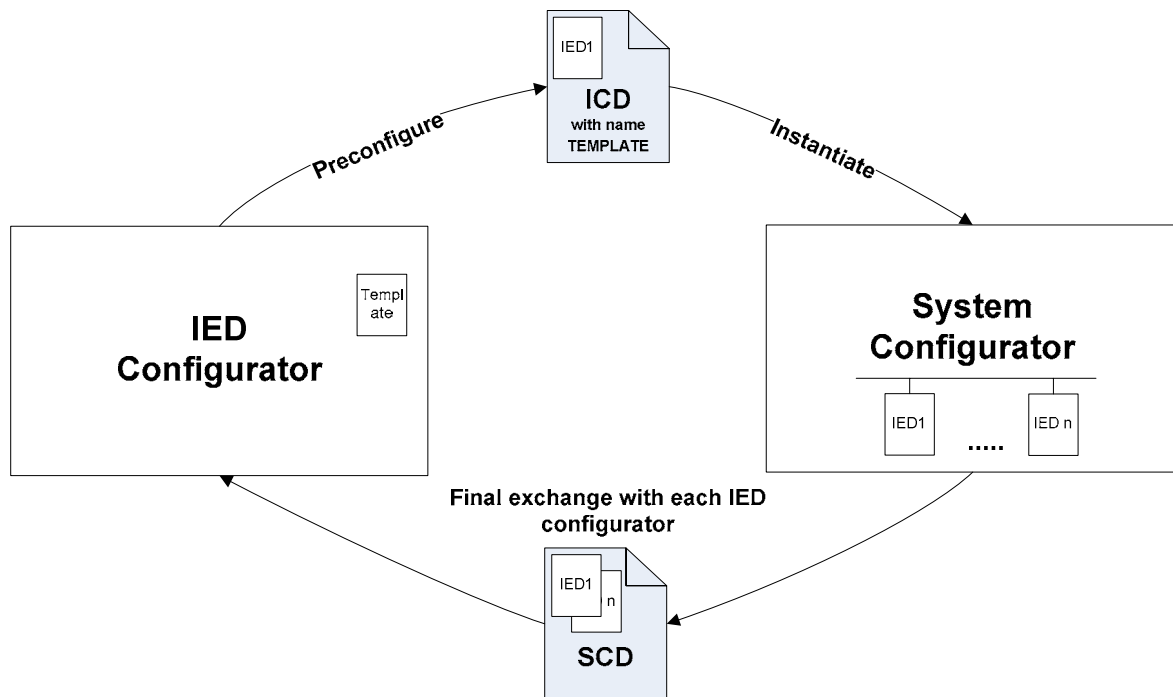 IED1
ICD
with name
TEMPLATE
Preconfigure
Instantiate
IED
Configurator
Templ
ate
System
Configurator
IED1
.....
IED n
Final exchange with each IED
configurator
IED1
n
SCD